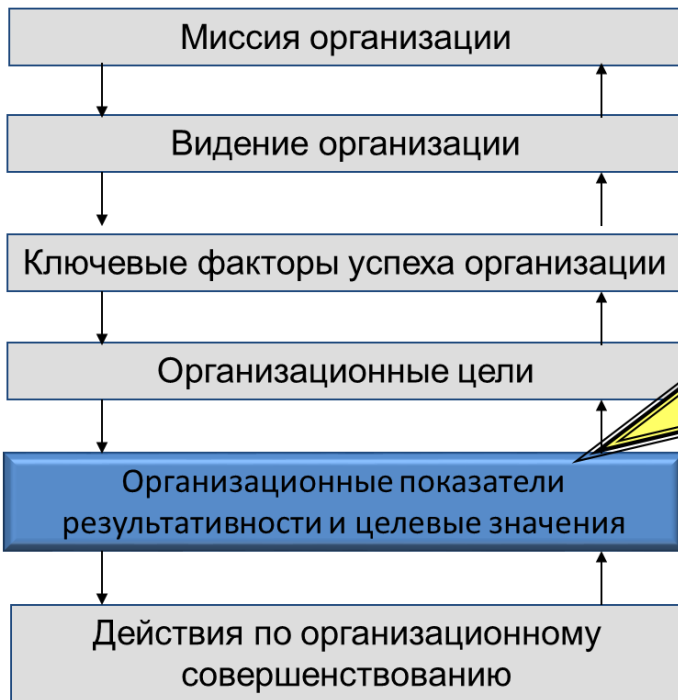 Миссия организации
Видение организации
Ключевые факторы успеха организации
Организационные цели
Организационные показатели
результативности и целевые значения
Действия по организационному
совершенствованию